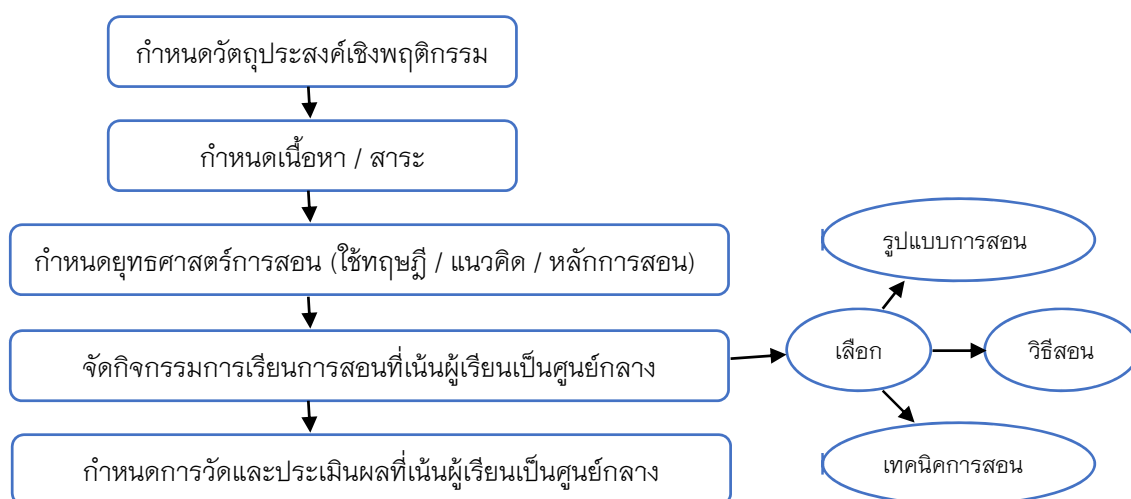 กำหนดวัตถุประสงค์เชิงพฤติกรรม
กำหนดเนื้อหา / สาระ
กำหนดยุทธศาสตร์การสอน (ใช้ทฤษฎี / แนวคิด / หลักการสอน)
จัดกิจกรรมการเรียนการสอนที่เน้นผู้เรียนเป็นศูนย์กลาง
กำหนดการวัดและประเมินผลที่เน้นผู้เรียนเป็นศูนย์กลาง
เลือก
รูปแบบการสอน
วิธีสอน
เทคนิคการสอน